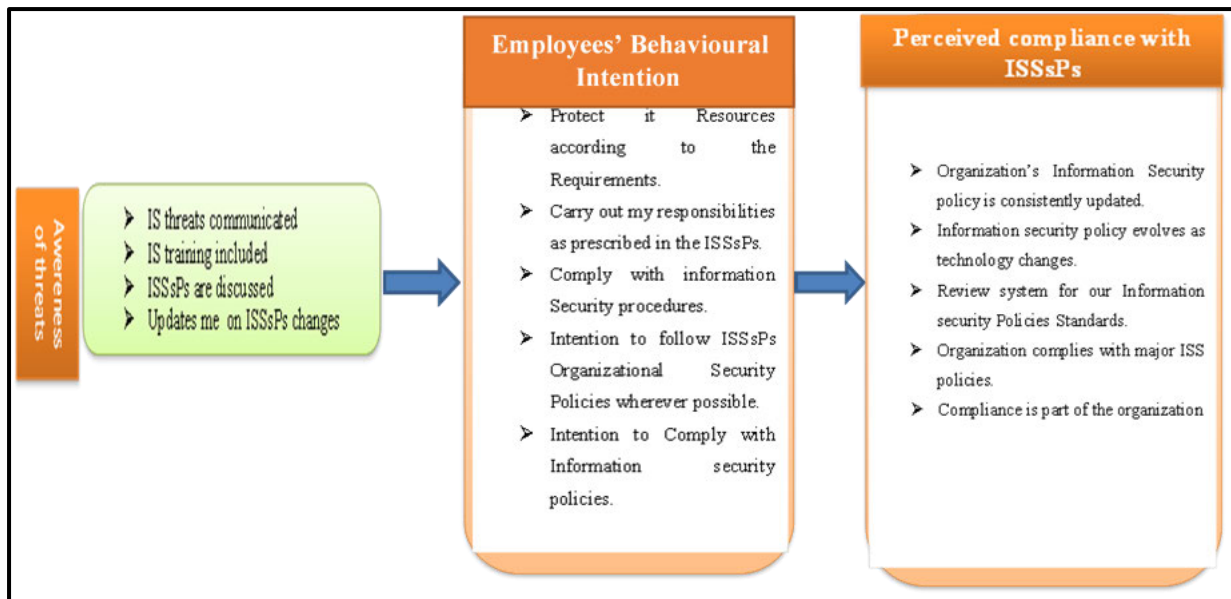 Awereness
of threats
➤ IS threats communicated
➤ IS training included
➤ ISSsPs are discussed
➤ Updates me on ISSsPs changes
Employees' Behavioural
Intention
➤ Protect it Resources
according to the
Requirements.
➤ Carry out my responsibilities
as prescribed in the ISSsPs.
➤ Comply with information
Security procedures.
➤ Intention to follow ISSsPs
Organizational Security
Policies wherever possible.
➤ Intention to Comply with
Information security
policies.
Perceived compliance with
ISSsPs
➤ Organization's Information Security
policy is consistently updated.
➤ Information security policy evolves as
technology changes.
➤ Review system for our Information
security Policies Standards.
➤ Organization complies with major ISS
policies.
➤ Compliance is part of the organization